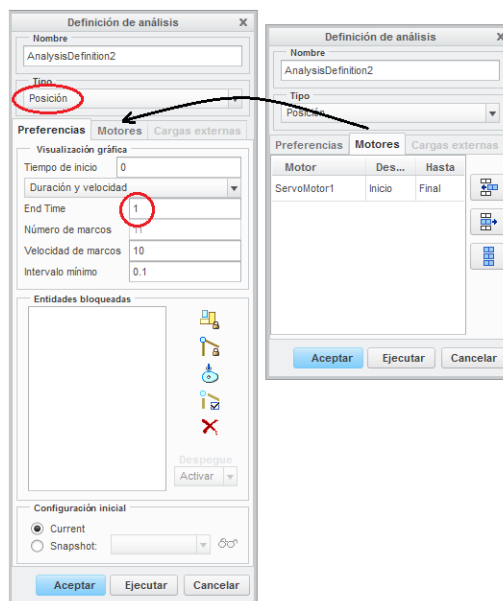 Definición de análisis
Nombre
AnalysisDefinition2
Tipo
Posición
Preferencias Motores Cargas externas
Visualización gráfica
Tiempo de inicio 0
Duración y velocidad
End Time 1
Número de marcos 11
Velocidad de marcos 10
Intervalo mínimo 0.1
Entidades bloqueadas
Despegue
Activar
Configuración inicial
Current
Snapshot:
Aceptar Ejecutar Cancelar
Definición de análisis
Nombre
AnalysisDefinition2
Tipo
Posición
Preferencias Motores Cargas externas
Motor Des... Hasta
ServoMotor1 Inicio Final
Aceptar Ejecutar Cancelar